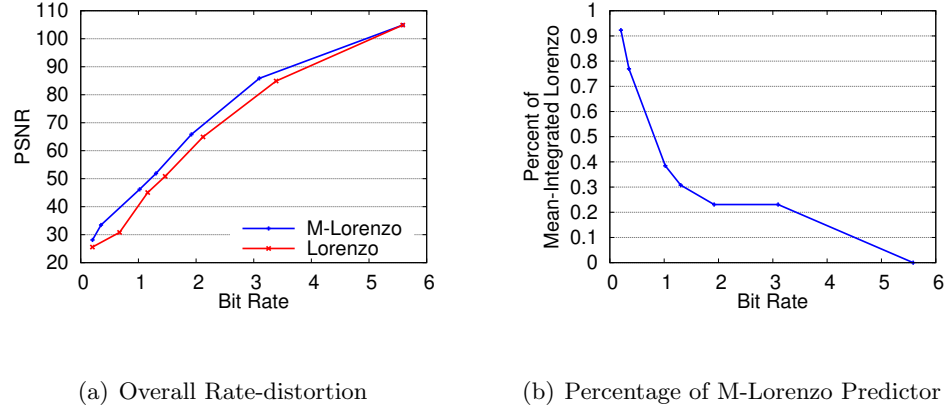 110
100
90
80
70
60
50
40
30
20
PSNR
M-Lorenzo
Lorenzo
0 1 2 3 4 5 6
Bit Rate
(a) Overall Rate-distortion
1
0.9
0.8
0.7
0.6
0.5
0.4
0.3
0.2
0.1
0
Percent of
Mean-Integrated Lorenzo
0 1 2 3 4 5 6
Bit Rate
(b) Percentage of M-Lorenzo Predictor